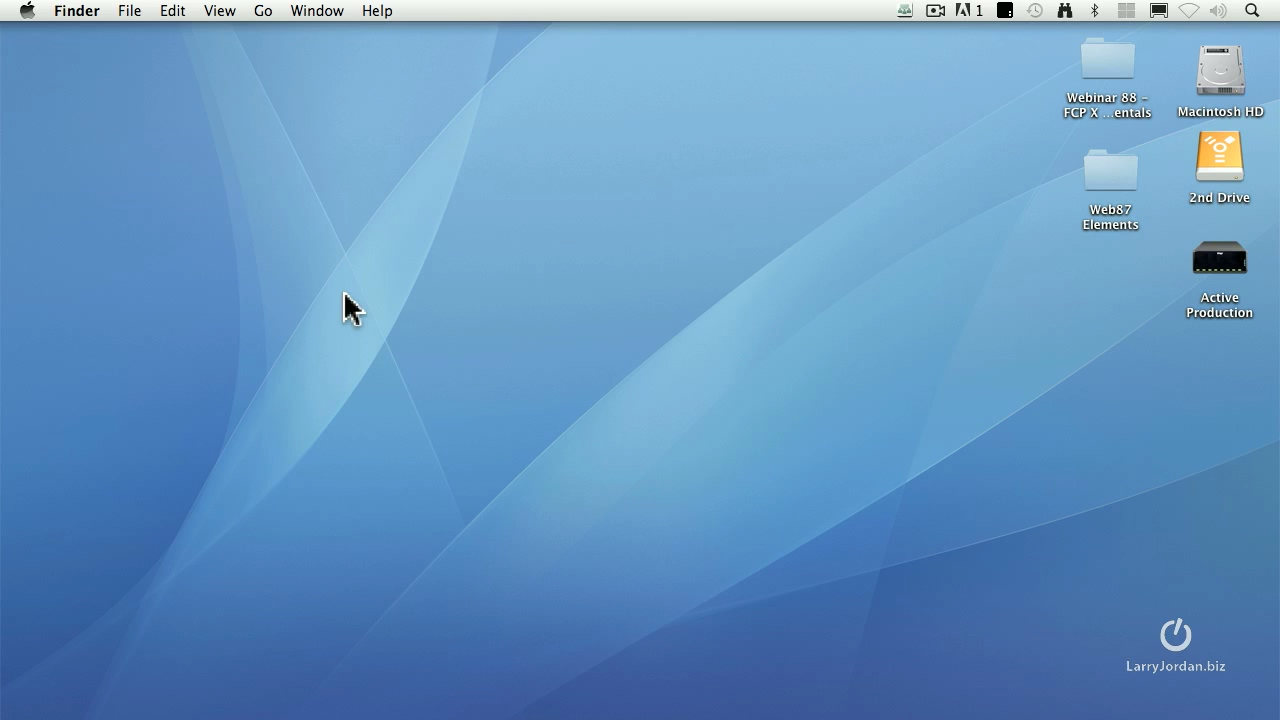 Finder File Edit View Go Window Help 1
Webinar 88 -
FCP X ...entals
Macintosh HD
2nd Drive
Web87
Elements
Active
Production
LarryJordan.biz